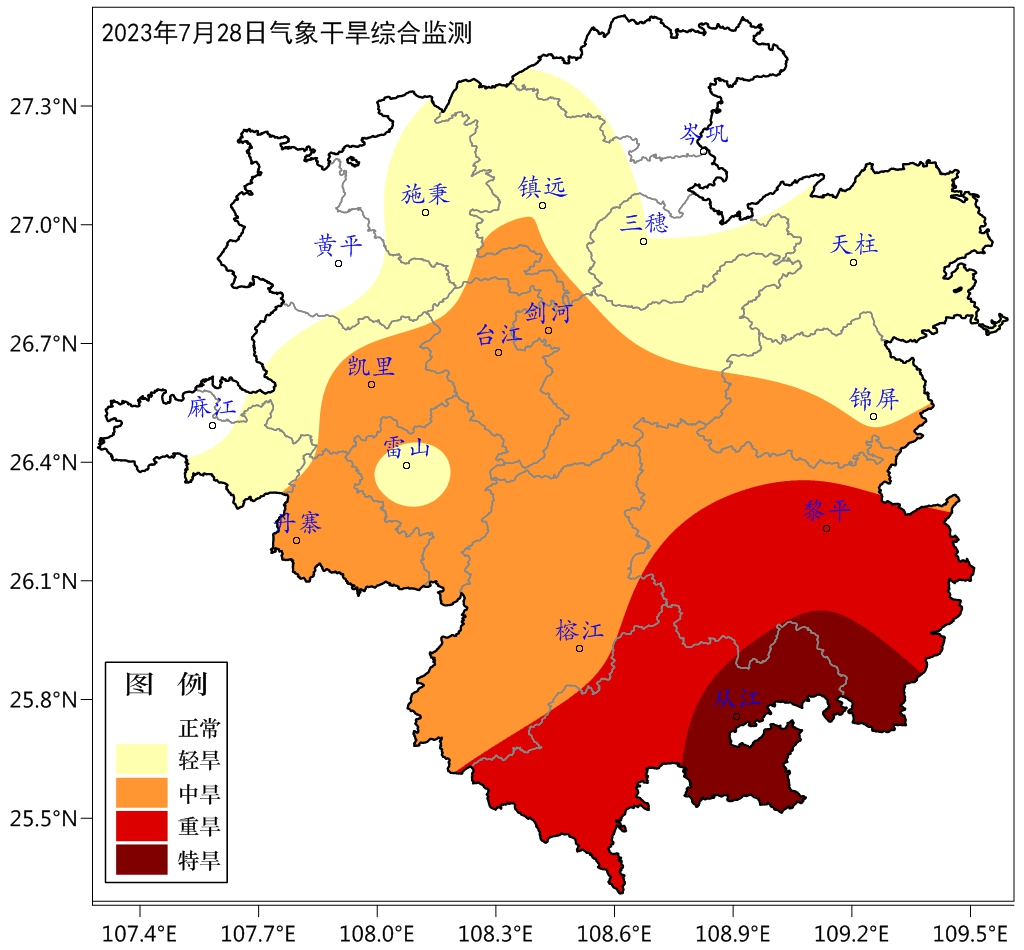 2023年7月28日气象干旱综合监测
27.3°N
岑巩
施秉
镇远
27.0°N
三穗
黄平
天柱
剑河
台江
26.7°N
凯里
麻江
锦屏
雷山
26.4°N
黎平
丹寨
26.1°N
榕江
从江
25.8°N
图 例
正常
轻旱
中旱
重旱
特旱
25.5°N
107.4°E 107.7°E 108.0°E 108.3°E 108.6°E 108.9°E 109.2°E 109.5°E